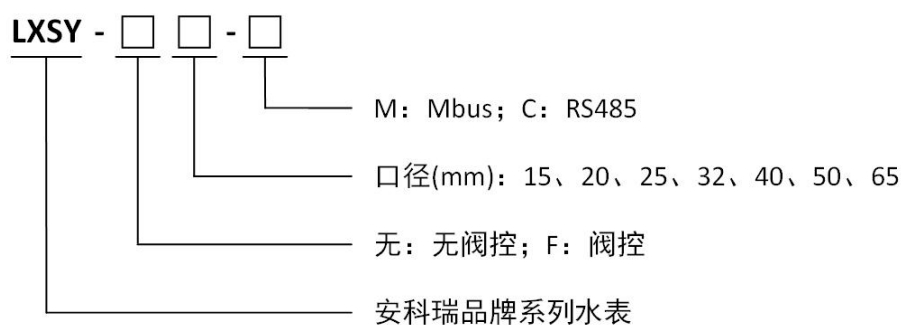 LXSY-□□-□
M：Mbus；C：RS485
口径(mm)：15、20、25、32、40、50、65
无：无阀控；F：阀控
安科瑞品牌系列水表